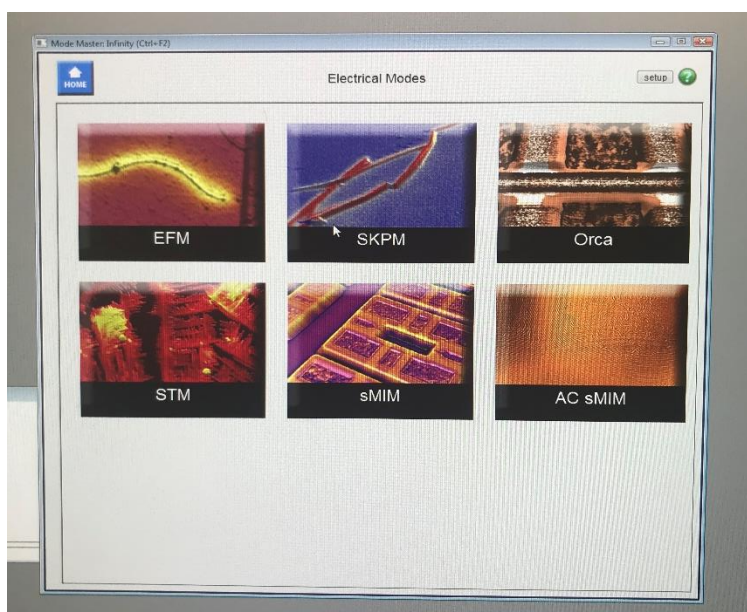 Mode Master: Infinity (Ctrl+F2)
HOME
Electrical Modes
setup ?
EFM
SKPM
Orca
STM
sMIM
AC sMIM